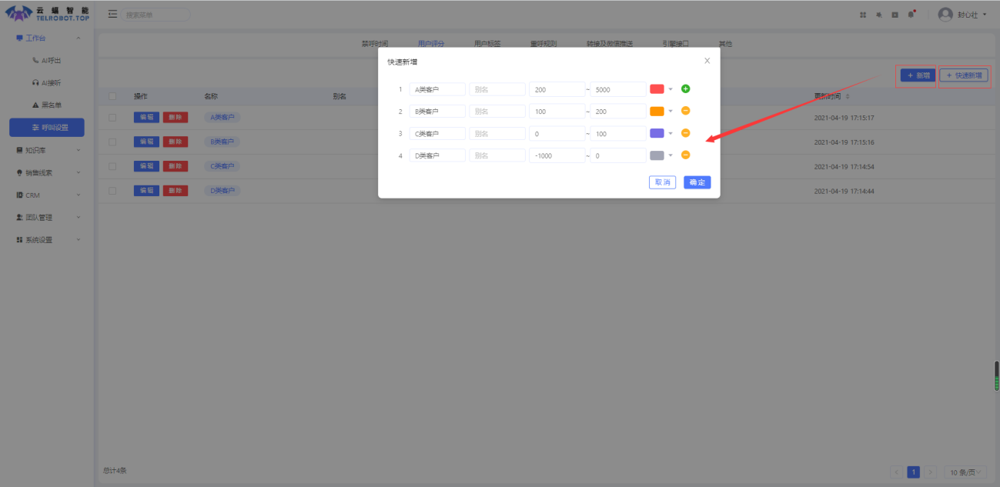 云蝠智能
TELROBOT.TOP
搜索菜单
封心壮
工作台
AI呼出
AI接听
黑名单
呼叫设置
知识库
销售线索
CRM
团队管理
系统设置
禁呼时间 用户评分 用户标签 重呼规则 转接及微信推送 引擎接口 其他
+ 新增 + 快速新增
操作 名称 别名 更新时间
编辑 删除 A类客户 2021-04-19 17:15:17
编辑 删除 B类客户 2021-04-19 17:15:16
编辑 删除 C类客户 2021-04-19 17:14:54
编辑 删除 D类客户 2021-04-19 17:14:44
快速新增 X
1 A类客户 别名 200 ~ 5000
2 B类客户 别名 100 ~ 200
3 C类客户 别名 0 ~ 100
4 D类客户 别名 -1000 ~ 0
取消 确定
总计4条
< 1 > 10 条/页